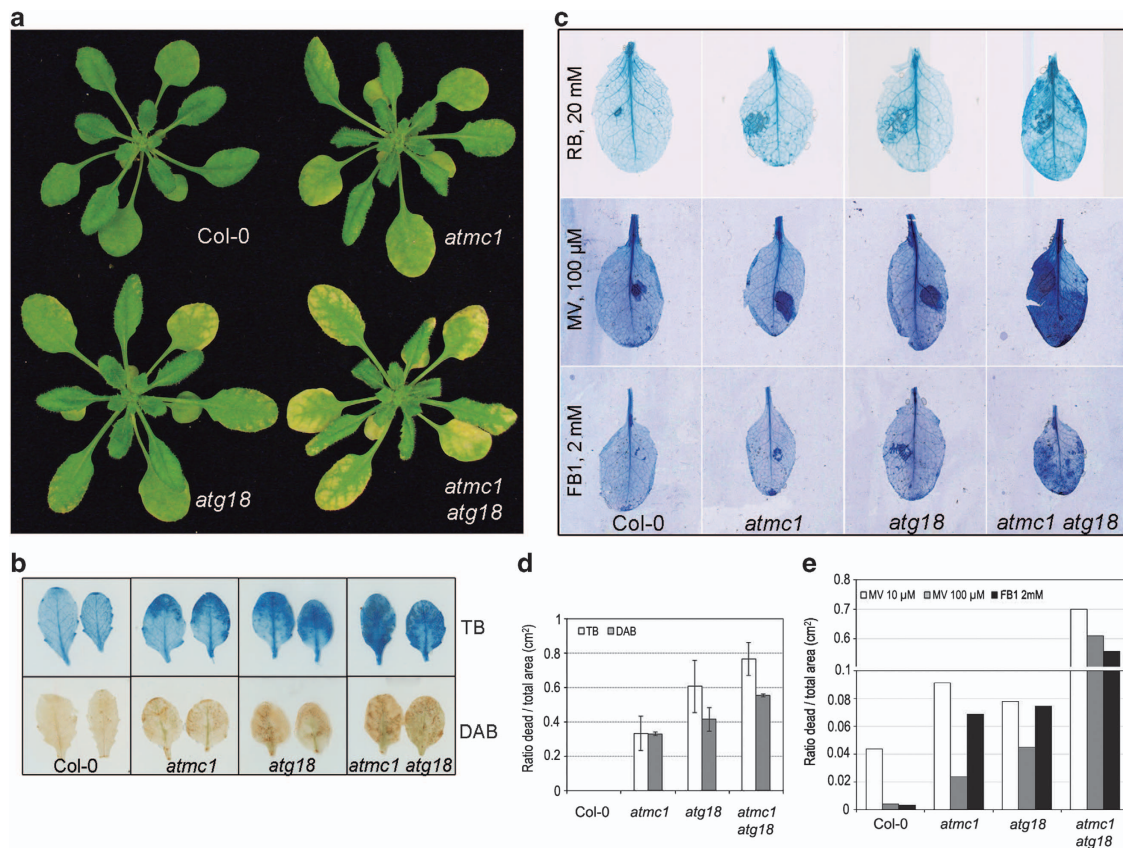 a
Col-0
atmc1
atg18
atmc1
atg18
b
TB
DAB
Col-0
atmc1
atg18
atmc1 atg18
c
RB, 20 mM
MV, 100 µM
FB1, 2 mM
Col-0
atmc1
atg18
atmc1 atg18
d
Ratio dead / total area (cm²)
TB
DAB
1
0.8
0.6
0.4
0.2
0
Col-0
atmc1
atg18
atmc1
atg18
e
Ratio dead / total area (cm²)
MV 10 µM
MV 100 µM
FB1 2mM
0.8
0.7
0.6
0.1
0.08
0.06
0.04
0.02
0
Col-0
atmc1
atg18
atmc1
atg18